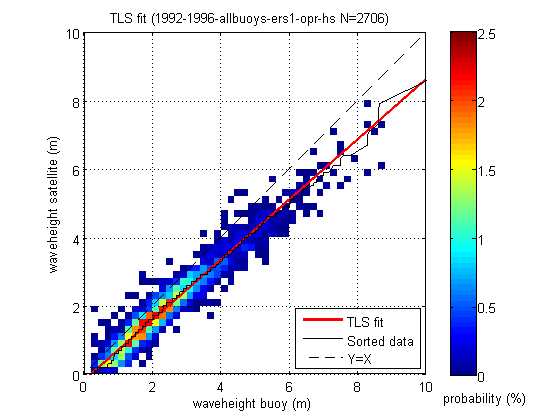 TLS fit (1992-1996-allbuoys-ers1-opr-hs N=2706)
10
8
6
4
2
0
waveheight satellite (m)
0 2 4 6 8 10
waveheight buoy (m)
TLS fit
Sorted data
Y=X
2.5
2
1.5
1
0.5
0
probability (%)